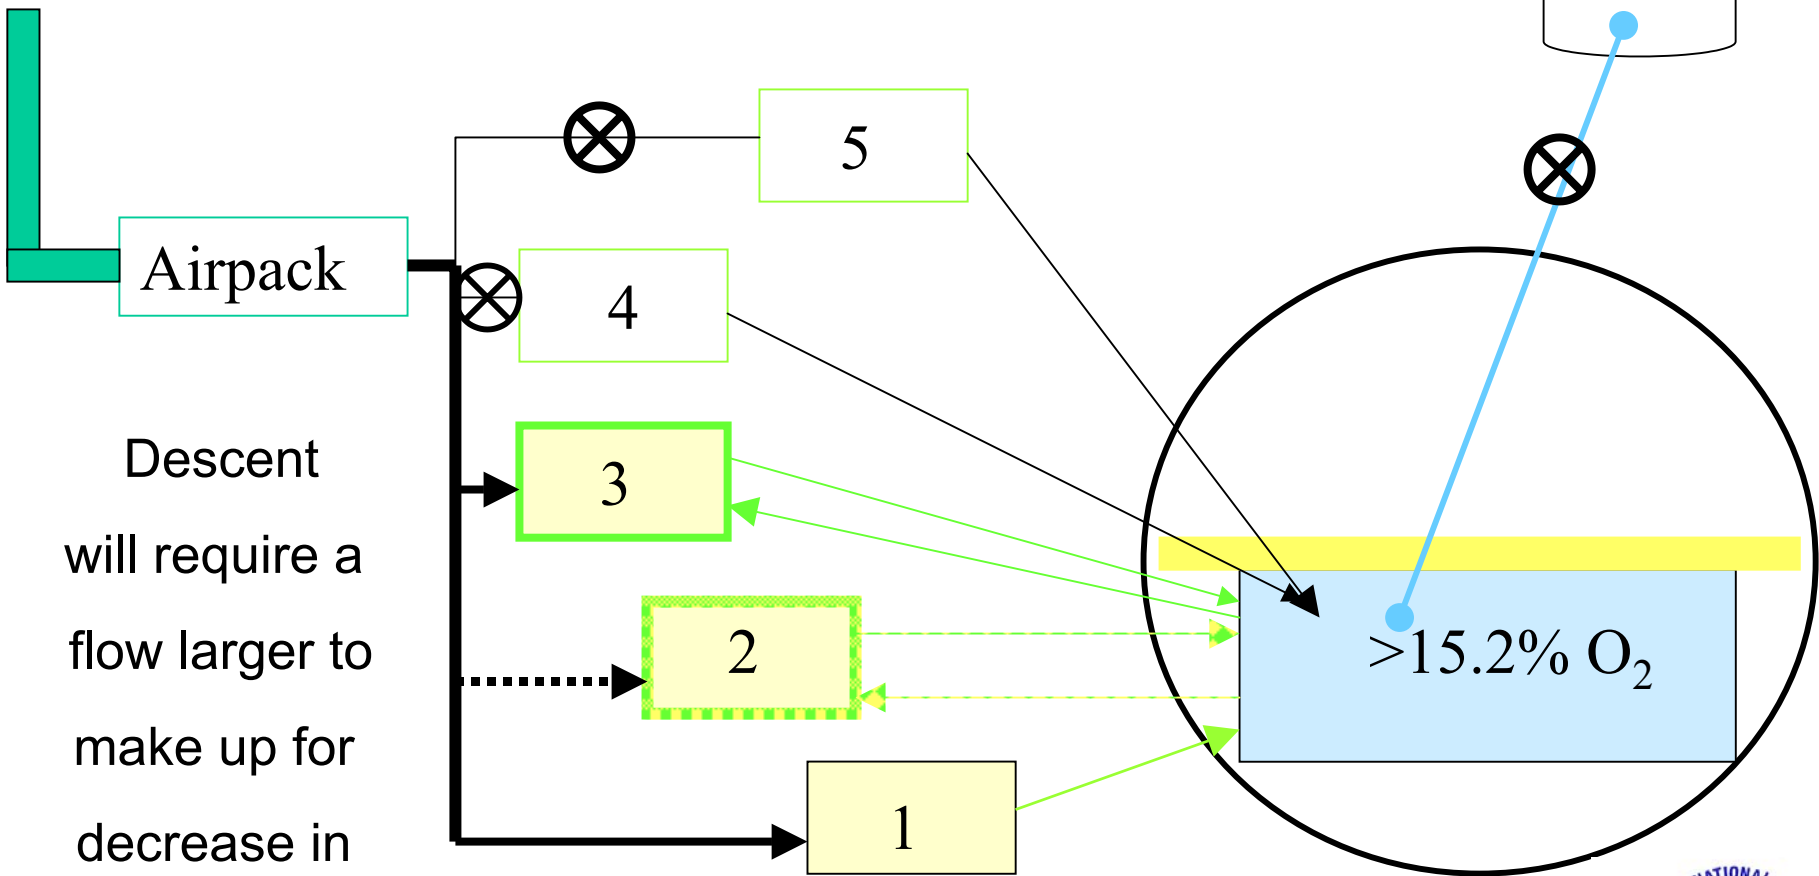 5
Airpack
4
3
2
1
>15.2% O₂
Descent
will require a
flow larger to
make up for
decrease in